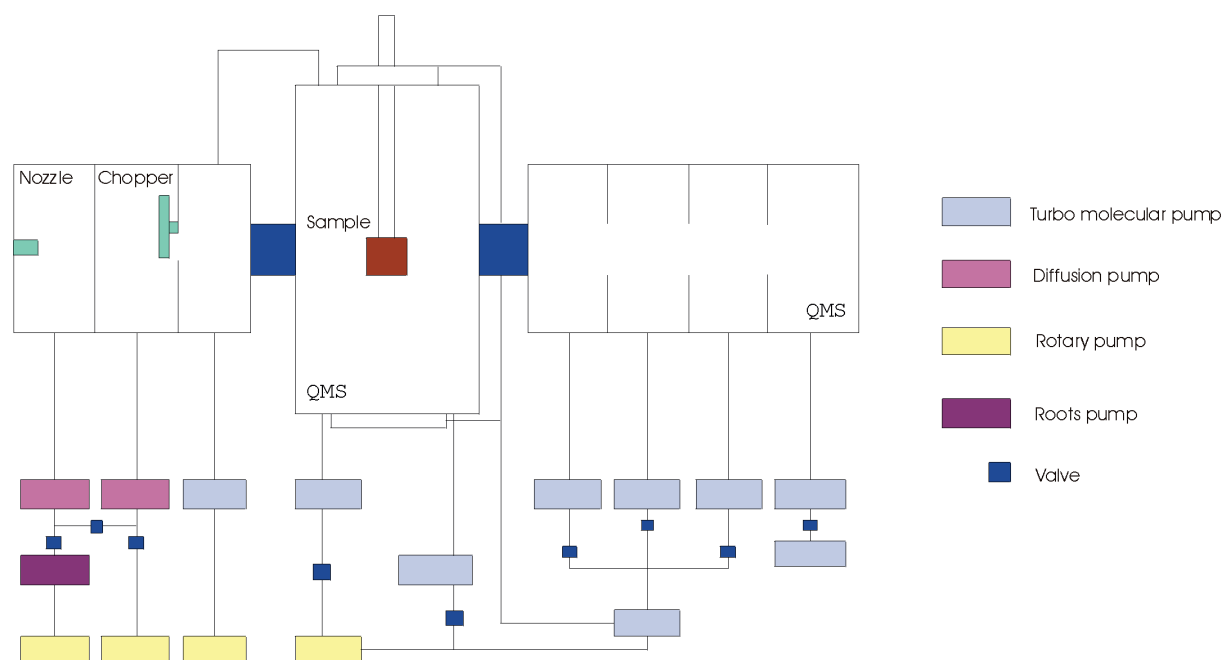 Nozzle
Chopper
Sample
QMS
QMS
Turbo molecular pump
Diffusion pump
Rotary pump
Roots pump
Valve